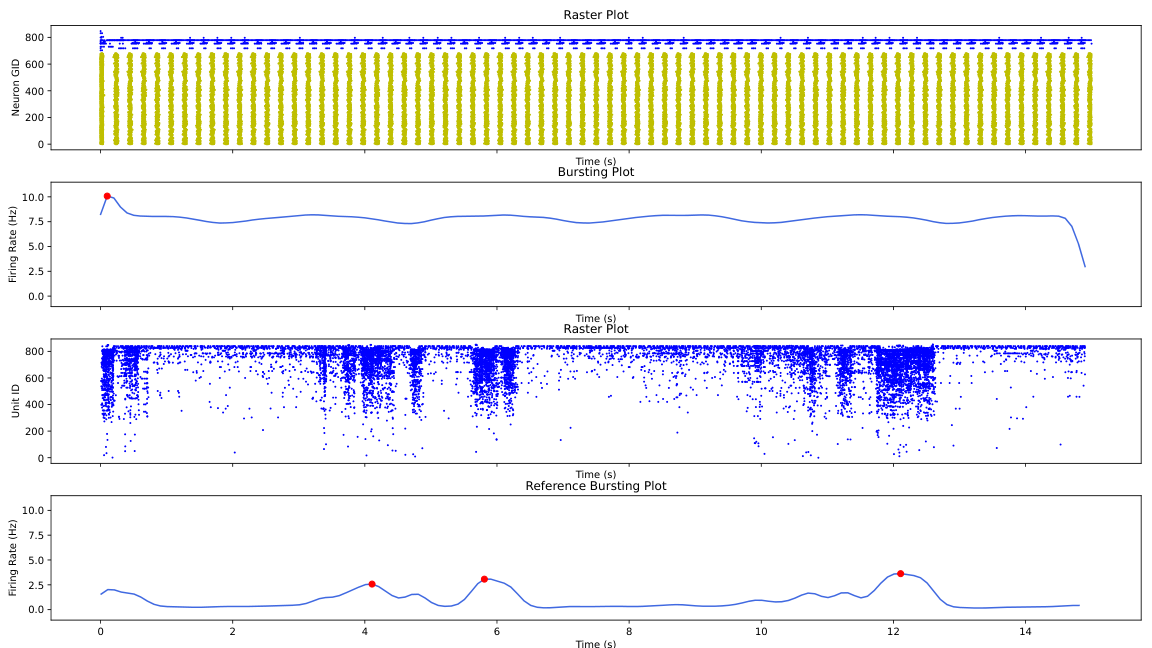 Raster Plot
800
600
400
200
0
Neuron GID
Time (s)
Bursting Plot
10.0
7.5
5.0
2.5
0.0
Firing Rate (Hz)
Time (s)
Raster Plot
800
600
400
200
0
Unit ID
Time (s)
Reference Bursting Plot
10.0
7.5
5.0
2.5
0.0
Firing Rate (Hz)
0 2 4 6 8 10 12 14
Time (s)